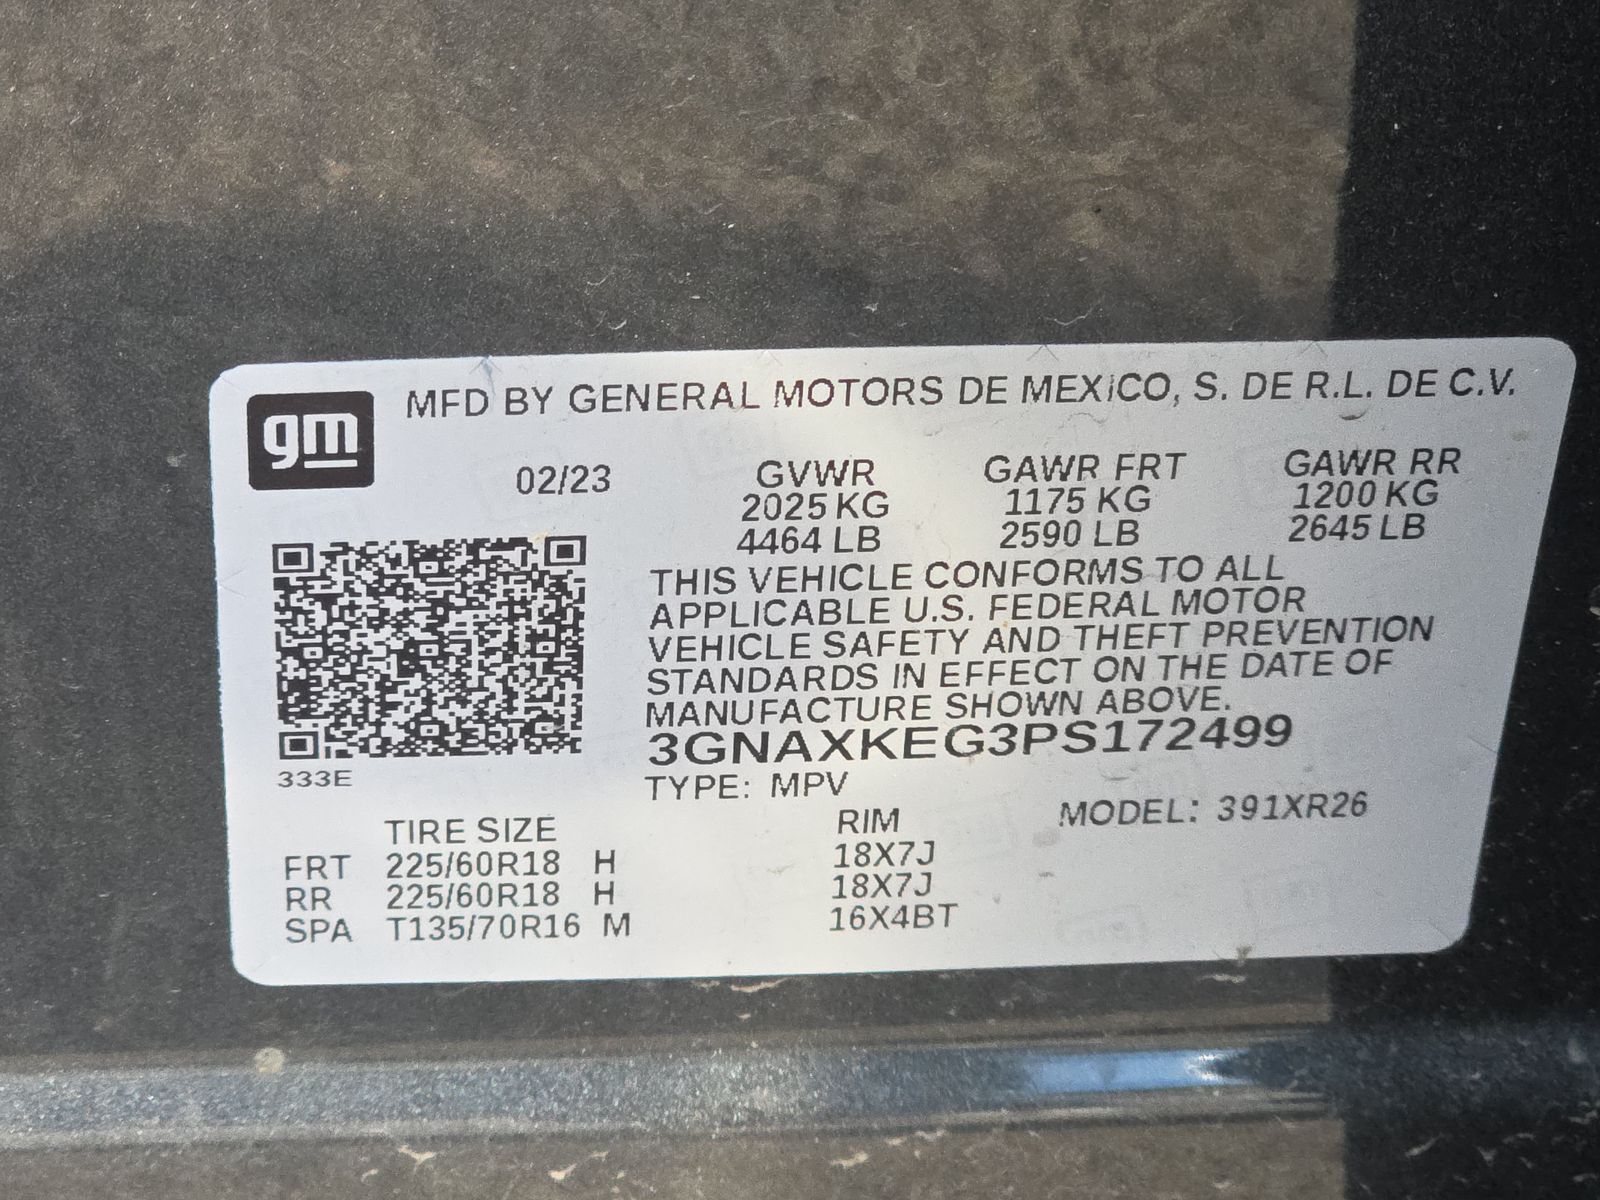 gm
MFD BY GENERAL MOTORS DE MEXICO, S. DE R.L. DE C.V.
02/23 GVWR GAWR FRT GAWR RR
2025 KG 1175 KG 1200 KG
4464 LB 2590 LB 2645 LB
THIS VEHICLE CONFORMS TO ALL
APPLICABLE U.S. FEDERAL MOTOR
VEHICLE SAFETY AND THEFT PREVENTION
STANDARDS IN EFFECT ON THE DATE OF
MANUFACTURE SHOWN ABOVE.
3GNAXKEG3PS172499
333E
TYPE: MPV
MODEL: 391XR26
TIRE SIZE RIM
FRT 225/60R18 H 18X7J
RR 225/60R18 H 18X7J
SPA T135/70R16 M 16X4BT